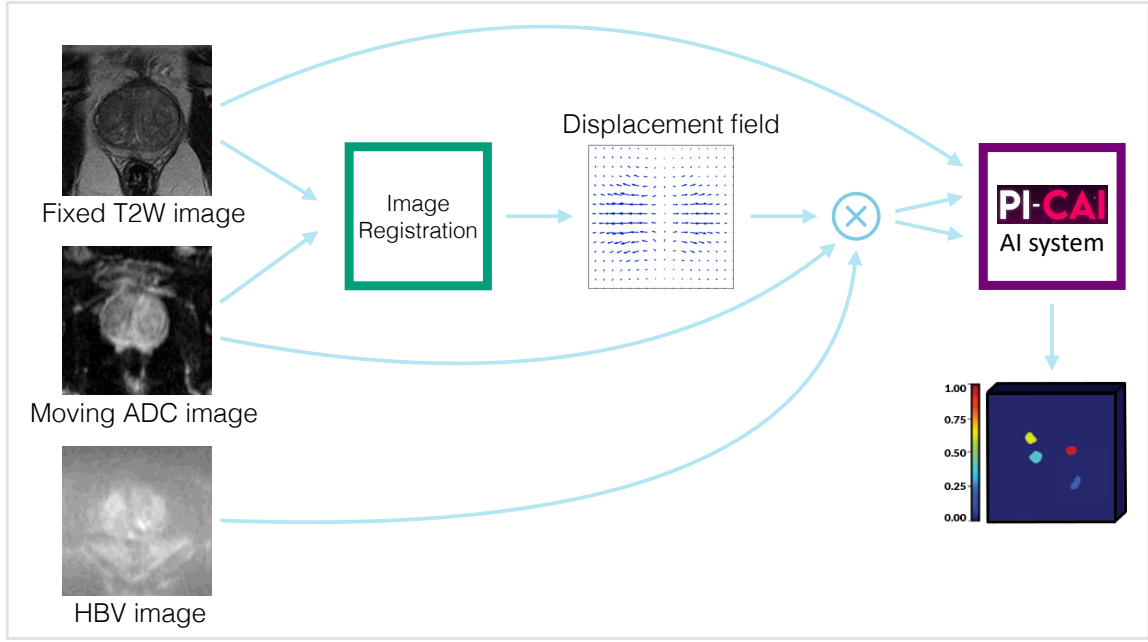 Fixed T2W image
Moving ADC image
HBV image
Image
Registration
Displacement field
PI-CAI
AI system
1.00
0.75
0.50
0.25
0.00